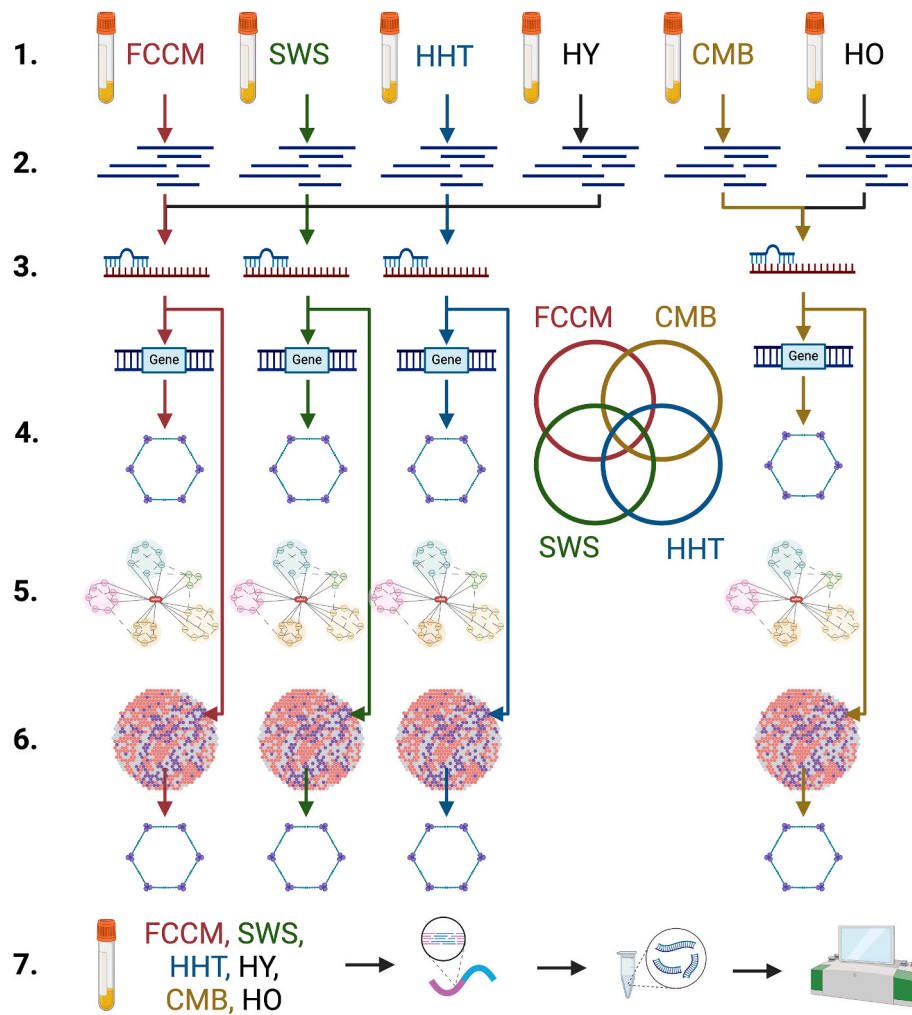 1.
FCCM
SWS
HHT
HY
CMB
HO
2.
3.
FCCM
CMB
Gene
Gene
Gene
Gene
4.
SWS
HHT
5.
6.
7.
FCCM, SWS,
HHT, HY,
CMB, HO